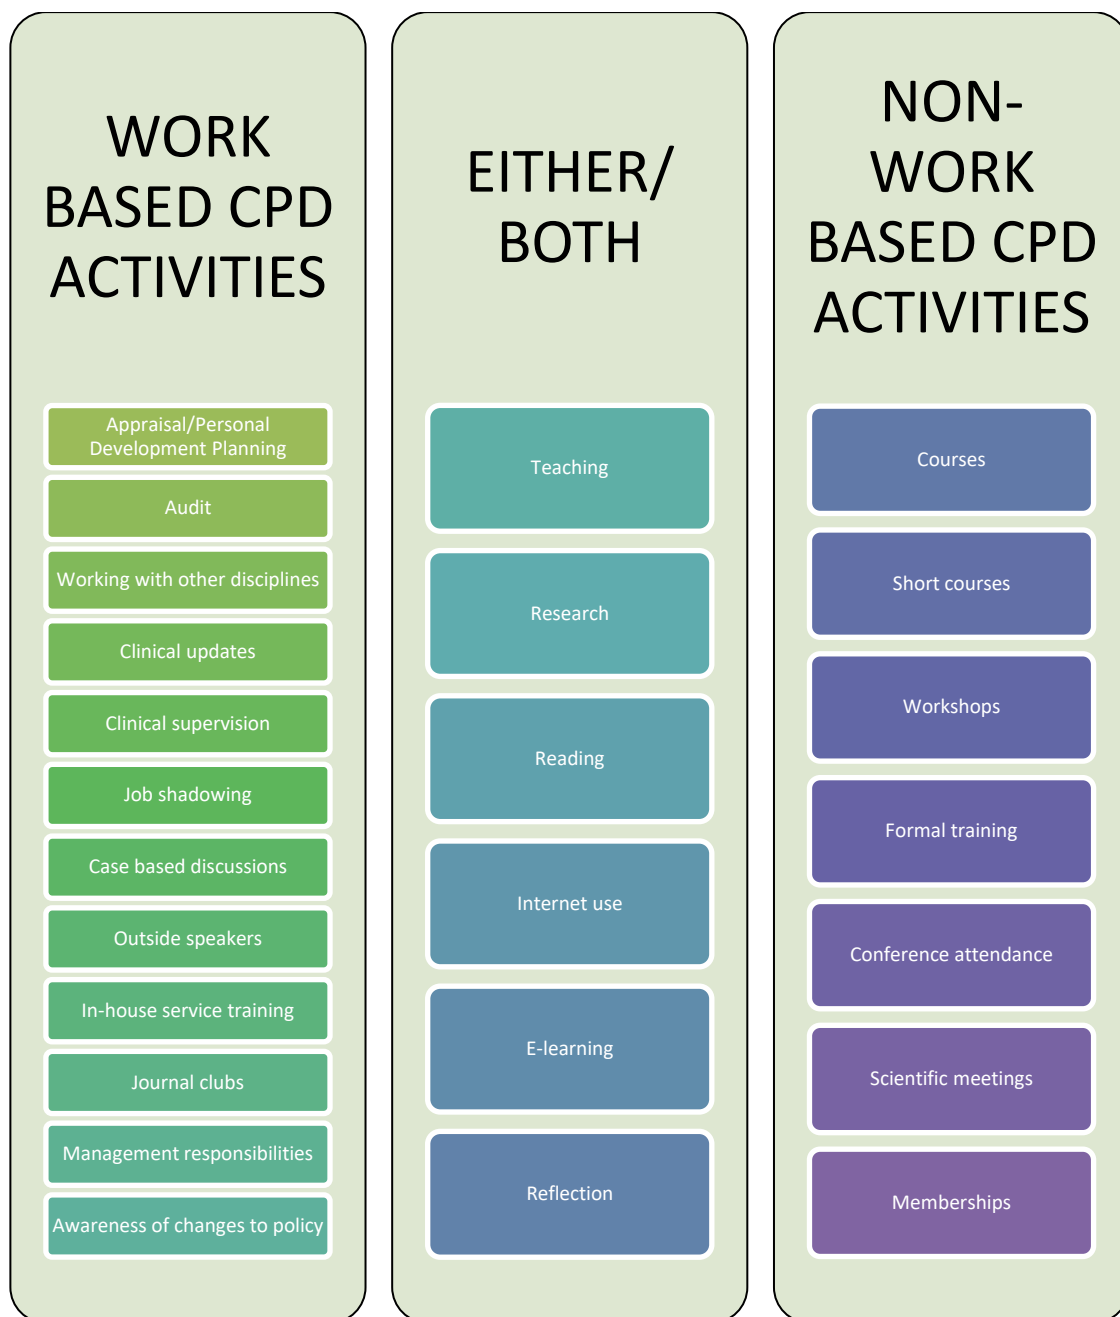 WORK
BASED CPD
ACTIVITIES
Appraisal/Personal
Development Planning
Audit
Working with other disciplines
Clinical updates
Clinical supervision
Job shadowing
Case based discussions
Outside speakers
In-house service training
Journal clubs
Management responsibilities
Awareness of changes to policy
EITHER/
BOTH
Teaching
Research
Reading
Internet use
E-learning
Reflection
NON-
WORK
BASED CPD
ACTIVITIES
Courses
Short courses
Workshops
Formal training
Conference attendance
Scientific meetings
Memberships